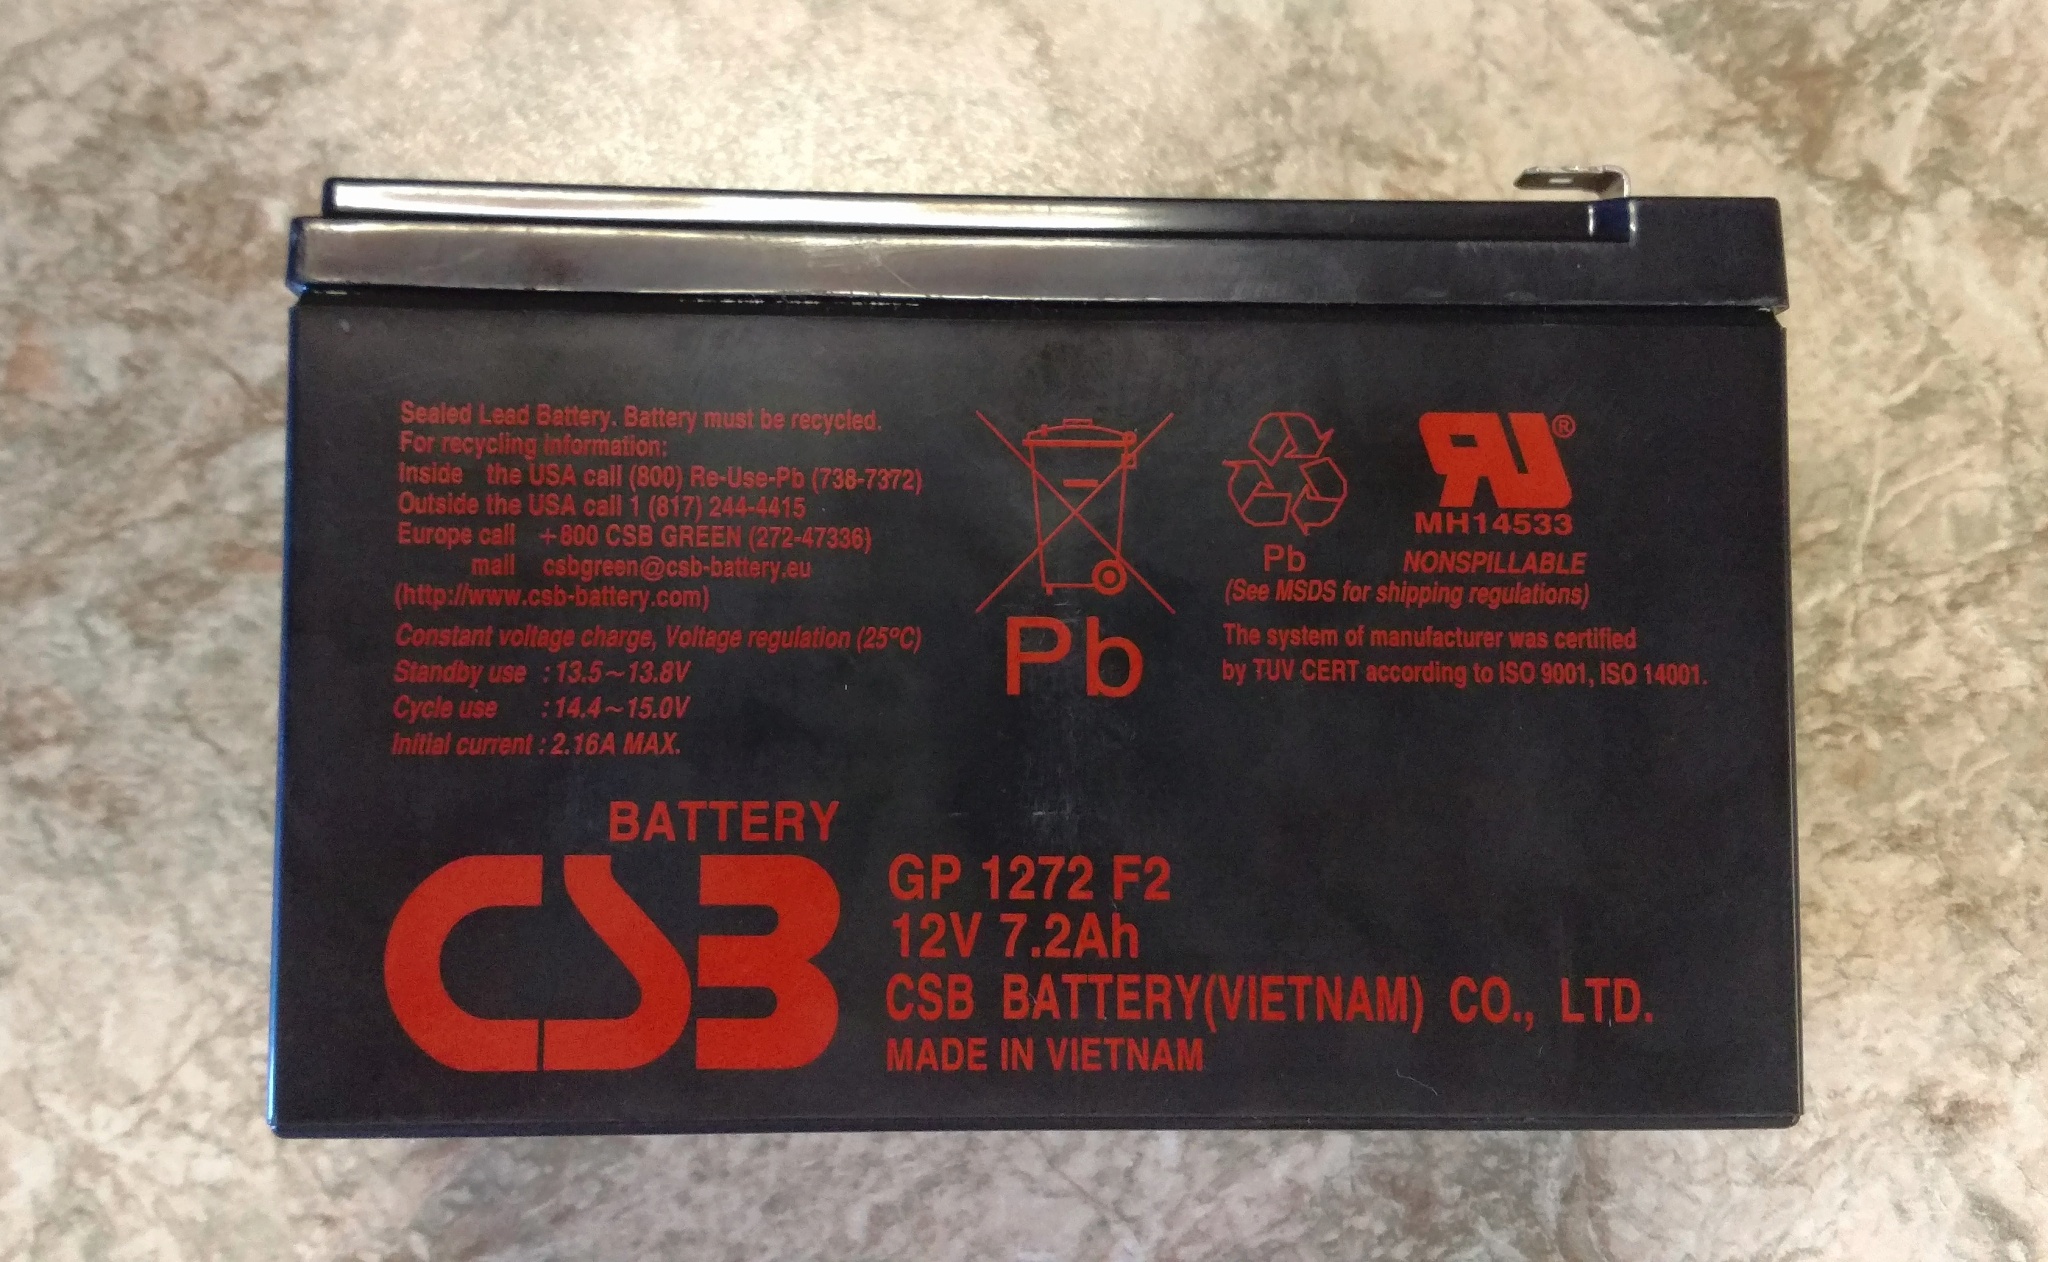 Sealed Lead Battery. Battery must be recycled.
For recycling information:
Inside the USA call (800) Re-Use-Pb (738-7372)
Outside the USA call 1 (817) 244-4415
Europe call +800 CSB GREEN (272-47336)
mail csbgreen@csb-battery.eu
(http://www.csb-battery.com)
Constant voltage charge, Voltage regulation (25ºC)
Standby use : 13.5~13.8V
Cycle use : 14.4~15.0V
Initial current : 2.16A MAX.
Pb
Pb
RU®
MH14533
NONSPILLABLE
(See MSDS for shipping regulations)
The system of manufacturer was certified
by TUV CERT according to ISO 9001, ISO 14001.
BATTERY
CSB
GP 1272 F2
12V 7.2Ah
CSB BATTERY(VIETNAM) CO., LTD.
MADE IN VIETNAM